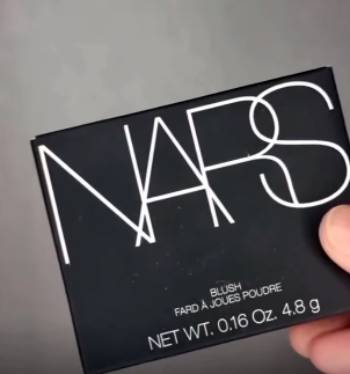 NARS
BLUSH
FARD À JOUES POUDRE
NET WT. 0.16 Oz. 4.8 g